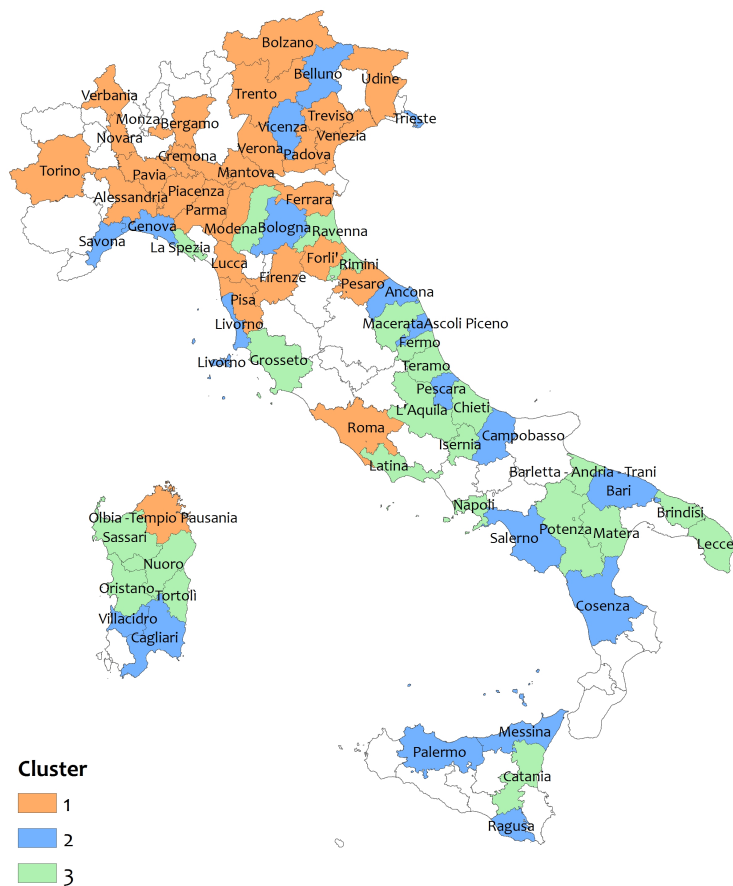 Bolzano
Belluno
Udine
Verbania
Trento
Monza
Bergamo
Treviso
Trieste
Vicenza
Novara
Venezia
Verona
Padova
Cremona
Torino
Pavia
Mantova
Alessandria
Piacenza
Ferrara
Parma
Genova
Modena
Bologna
Ravenna
Savona
La Spezia
Forli'
Lucca
Rimini
Firenze
Pesaro
Ancona
Pisa
Livorno
Macerata
Ascoli Piceno
Fermo
Livorno
Grosseto
Teramo
Pescara
L'Aquila
Chieti
Roma
Campobasso
Isernia
Latina
Barletta - Andria - Trani
Bari
Napoli
Brindisi
Olbia -Tempio Pausania
Potenza
Matera
Sassari
Salerno
Lecce
Nuoro
Oristano
Tortolì
Cosenza
Villacidro
Cagliari
Messina
Palermo
Catania
Ragusa
Cluster
1
2
3